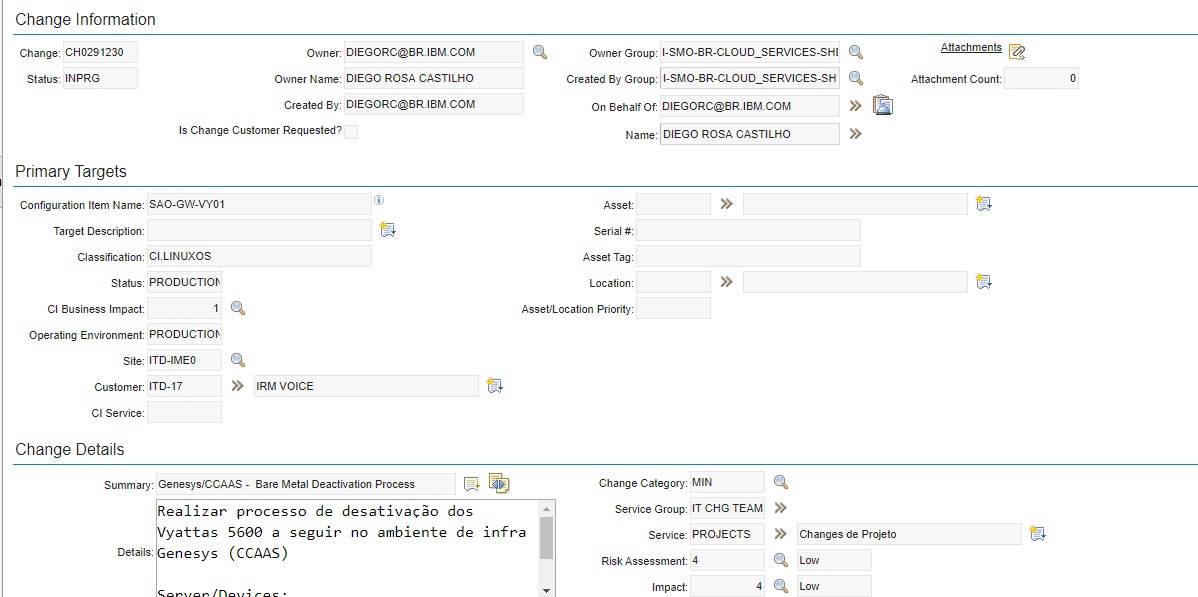 Change Information
Change: CH0291230
Owner: DIEGORC@BR.IBM.COM
Owner Group: I-SMO-BR-CLOUD_SERVICES-SHI
Attachments
Status: INPRG
Owner Name: DIEGO ROSA CASTILHO
Created By Group: I-SMO-BR-CLOUD_SERVICES-SH
Attachment Count: 0
Created By: DIEGORC@BR.IBM.COM
On Behalf Of: DIEGORC@BR.IBM.COM
Is Change Customer Requested?
Name: DIEGO ROSA CASTILHO
Primary Targets
Configuration Item Name: SAO-GW-VY01
Asset:
Target Description:
Serial #:
Classification: CI.LINUXOS
Asset Tag:
Status: PRODUCTION
Location:
CI Business Impact: 1
Asset/Location Priority:
Operating Environment: PRODUCTION
Site: ITD-IME0
Customer: ITD-17 IRM VOICE
CI Service:
Change Details
Summary: Genesys/CCAAS - Bare Metal Deactivation Process
Change Category: MIN
Service Group: IT CHG TEAM
Service: PROJECTS Changes de Projeto
Risk Assessment: 4 Low
Impact: 4 Low
Details:
Realizar processo de desativação dos
Vyattas 5600 a seguir no ambiente de infra
Genesys (CCAAS)
Server/Devices: